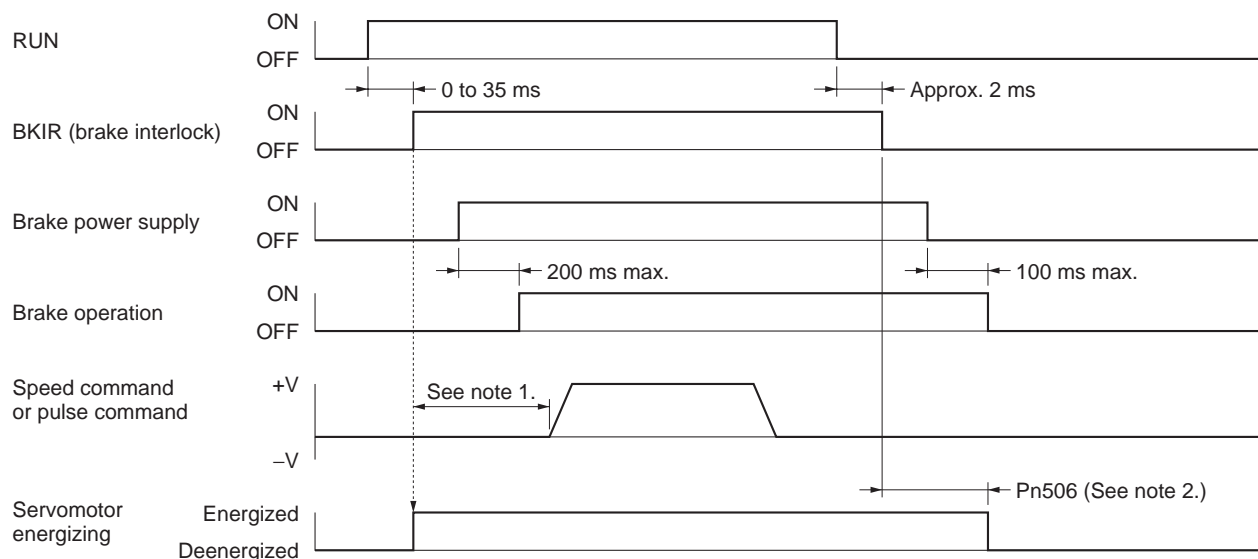 RUN
ON
OFF
0 to 35 ms
Approx. 2 ms
BKIR (brake interlock)
ON
OFF
Brake power supply
ON
OFF
200 ms max.
100 ms max.
Brake operation
ON
OFF
Speed command
or pulse command
+V
See note 1.
−V
Pn506 (See note 2.)
Servomotor
energizing
Energized
Deenergized